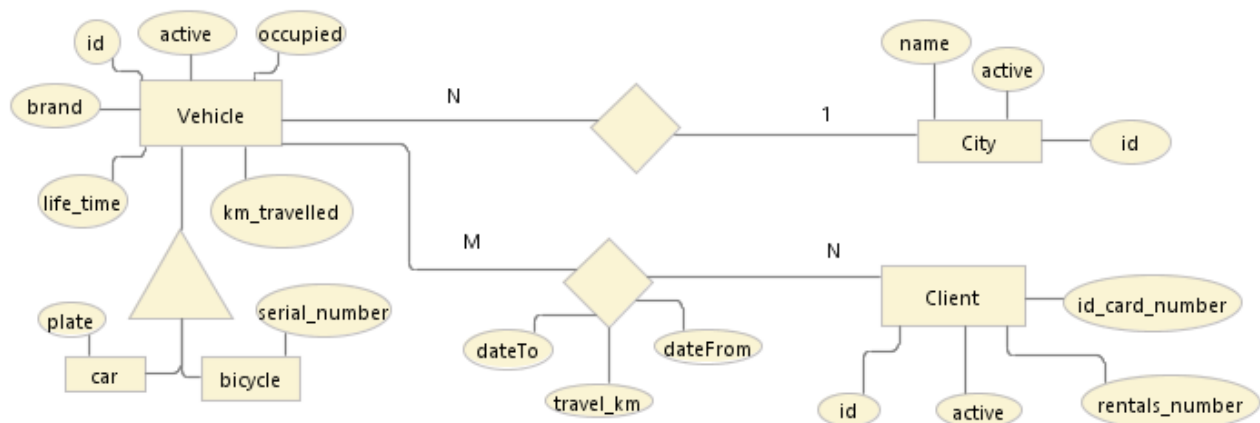 id
active
occupied
brand
Vehicle
life_time
km_travelled
N
1
name
active
City
id
M
N
plate
serial_number
car
bicycle
dateTo
travel_km
dateFrom
Client
id_card_number
id
active
rentals_number